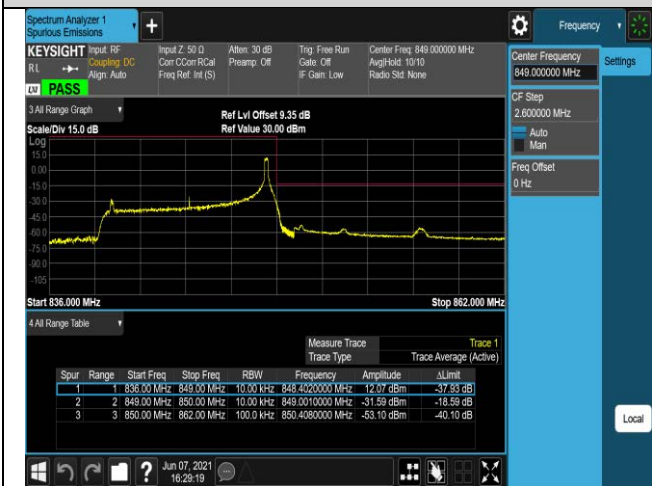 Spectrum Analyzer 1
Spurious Emissions
+
Frequency
KEYSIGHT Input: RF Input Z: 50 Ω Atten: 30 dB Trig: Free Run Center Freq: 849.000000 MHz
RL Coupling: DC Corr CCorr RCal Preamp: Off Gate: Off Avg|Hold: 10/10
Align: Auto Freq Ref: Int (S) IF Gain: Low Radio Std: None
LXI PASS
Center Frequency
849.000000 MHz
Settings
CF Step
2.600000 MHz
Auto
Man
Freq Offset
0 Hz
3 All Range Graph
Ref Lvl Offset 9.35 dB
Scale/Div 15.0 dB Ref Value 30.00 dBm
Log
15.0
0.00
-15.0
-30.0
-45.0
-60.0
-75.0
-90.0
-105
Start 836.000 MHz Stop 862.000 MHz
4 All Range Table
Measure Trace Trace 1
Trace Type Trace Average (Active)
Spur Range Start Freq Stop Freq RBW Frequency Amplitude ΔLimit
1 1 836.00 MHz 849.00 MHz 10.00 kHz 848.4020000 MHz 12.07 dBm -37.93 dB
2 2 849.00 MHz 850.00 MHz 10.00 kHz 849.0010000 MHz -31.59 dBm -18.59 dB
3 3 850.00 MHz 862.00 MHz 100.0 kHz 850.4080000 MHz -53.10 dBm -40.10 dB
Local
? Jun 07, 2021
16:29:19